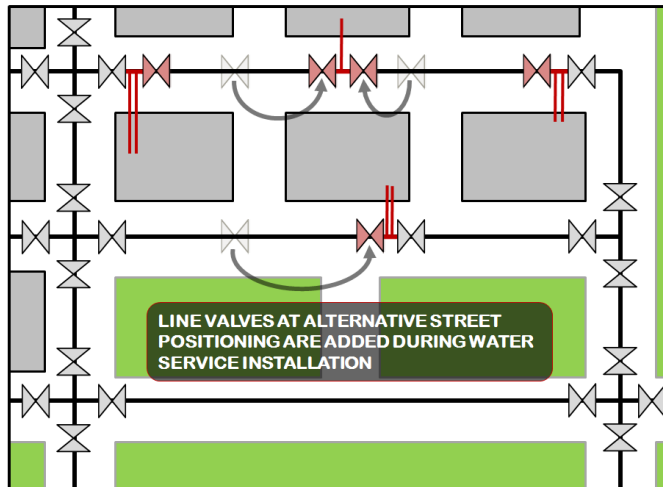 LINE VALVES AT ALTERNATIVE STREET
POSITIONING ARE ADDED DURING WATER
SERVICE INSTALLATION